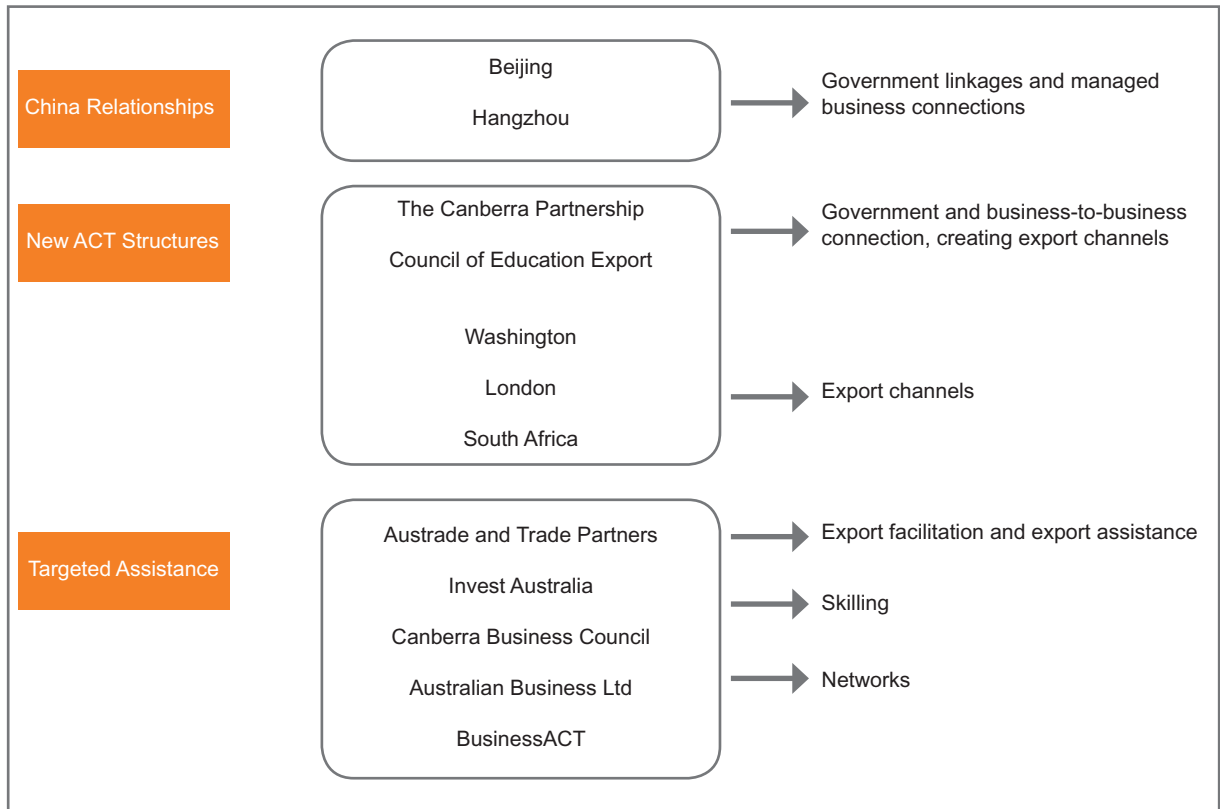 China Relationships
Beijing
Hangzhou
Government linkages and managed
business connections
New ACT Structures
The Canberra Partnership
Council of Education Export
Washington
London
South Africa
Government and business-to-business
connection, creating export channels
Export channels
Targeted Assistance
Austrade and Trade Partners
Invest Australia
Canberra Business Council
Australian Business Ltd
BusinessACT
Export facilitation and export assistance
Skilling
Networks